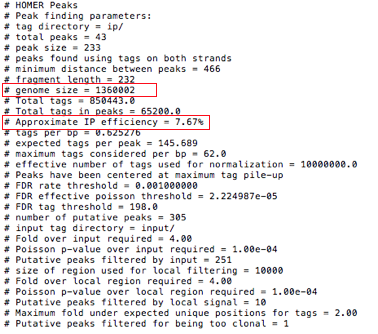 # HOMER Peaks
# Peak finding parameters:
# tag directory = ip/
# total peaks = 43
# peak size = 233
# peaks found using tags on both strands
# minimum distance between peaks = 466
# fragment length = 232
# genome size = 1360002
# Total tags = 850443.0
# Total tags in peaks = 65200.0
# Approximate IP efficiency = 7.67%
# tags per bp = 0.625276
# expected tags per peak = 145.689
# maximum tags considered per bp = 62.0
# effective number of tags used for normalization = 10000000.0
# Peaks have been centered at maximum tag pile-up
# FDR rate threshold = 0.001000000
# FDR effective poisson threshold = 2.224987e-05
# FDR tag threshold = 198.0
# number of putative peaks = 305
# input tag directory = input/
# Fold over input required = 4.00
# Poisson p-value over input required = 1.00e-04
# Putative peaks filtered by input = 251
# size of region used for local filtering = 10000
# Fold over local region required = 4.00
# Poisson p-value over local region required = 1.00e-04
# Putative peaks filtered by local signal = 10
# Maximum fold under expected unique positions for tags = 2.00
# Putative peaks filtered for being too clonal = 1